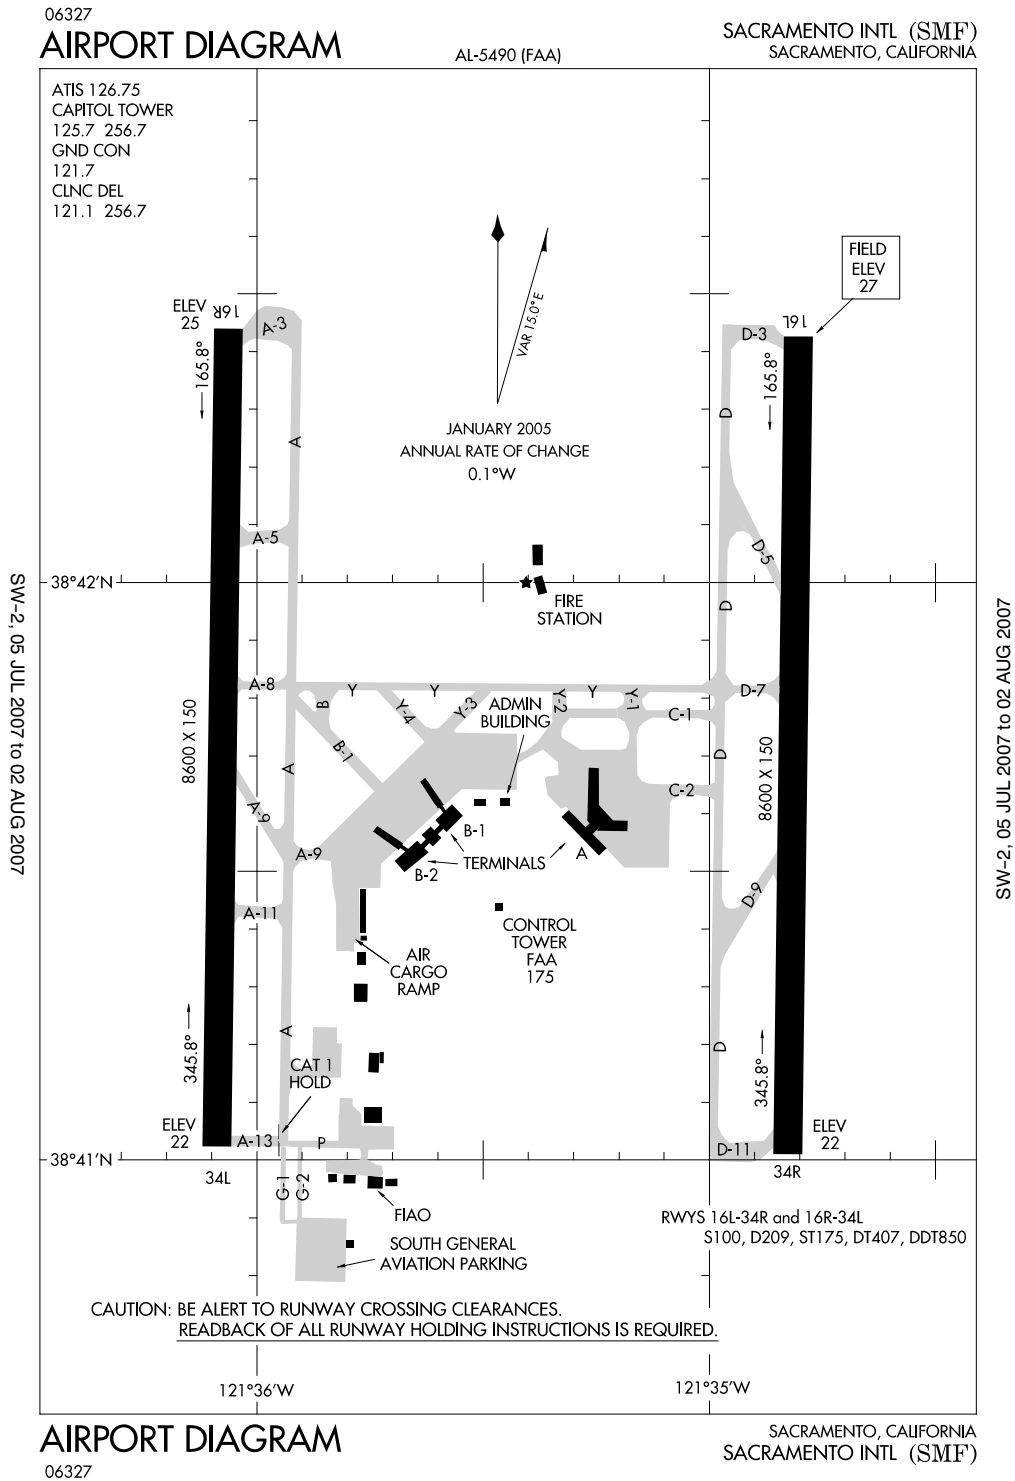 06327
AIRPORT DIAGRAM
AL-5490 (FAA)
SACRAMENTO INTL (SMF)
SACRAMENTO, CALIFORNIA
ATIS 126.75
CAPITOL TOWER
125.7 256.7
GND CON
121.7
CLNC DEL
121.1 256.7
FIELD
ELEV
27
VAR 15.0°E
JANUARY 2005
ANNUAL RATE OF CHANGE
0.1°W
ELEV
25
16R
A-3
165.8°
A
A-5
D-3
16L
165.8°
D
D-5
38°42'N
FIRE
STATION
D
A-8
Y
Y
Y
D-7
B
Y-4
Y-3
Y-2
Y-1
ADMIN
BUILDING
C-1
B-1
8600 X 150
A
D
8600 X 150
C-2
A-9
A-9
B-1
TERMINALS
A
B-2
D-9
A-11
CONTROL
TOWER
FAA
175
AIR
CARGO
RAMP
345.8°
A
D
345.8°
CAT 1
HOLD
ELEV
22
A-13
P
D-11
ELEV
22
38°41'N
34L
G-1
G-2
34R
FIAO
RWYS 16L-34R and 16R-34L
S100, D209, ST175, DT407, DDT850
SOUTH GENERAL
AVIATION PARKING
CAUTION: BE ALERT TO RUNWAY CROSSING CLEARANCES.
READBACK OF ALL RUNWAY HOLDING INSTRUCTIONS IS REQUIRED.
121°36'W
121°35'W
SW-2, 05 JUL 2007 to 02 AUG 2007
SW-2, 05 JUL 2007 to 02 AUG 2007
AIRPORT DIAGRAM
06327
SACRAMENTO, CALIFORNIA
SACRAMENTO INTL (SMF)